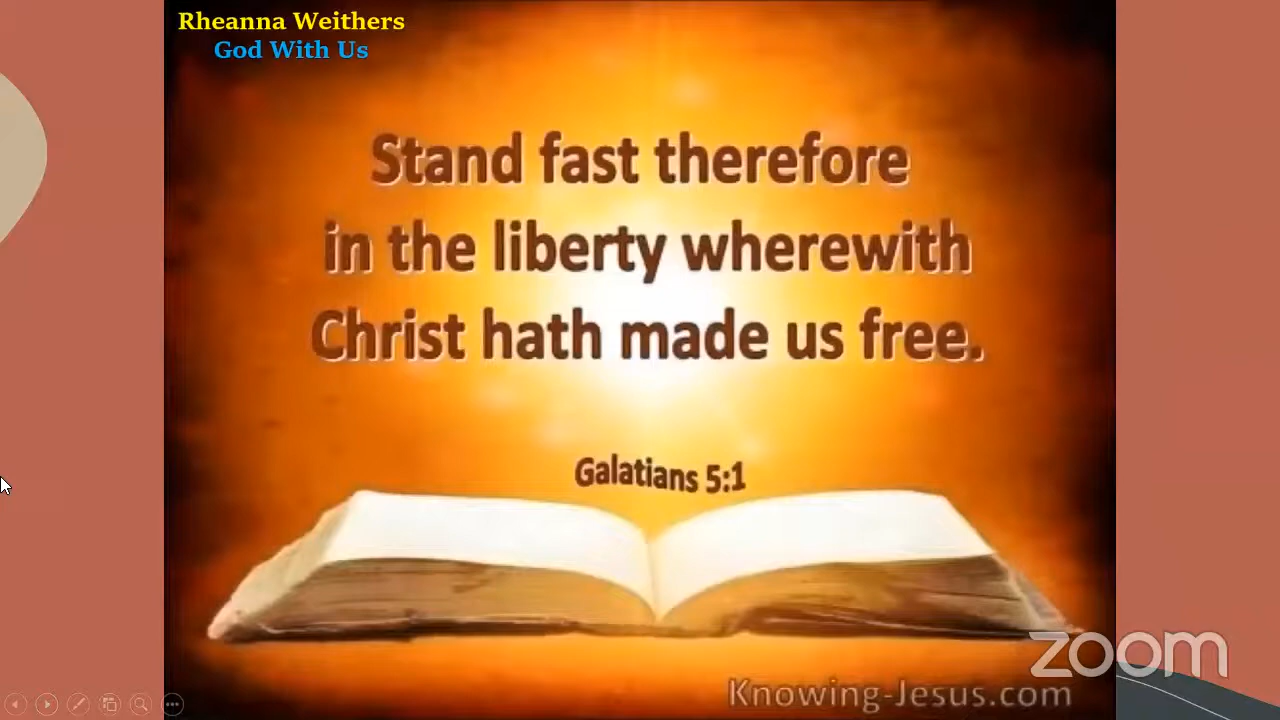 Rheanna Weithers
God With Us
Stand fast therefore
in the liberty wherewith
Christ hath made us free.
Galatians 5:1
zoom
Knowing-Jesus.com